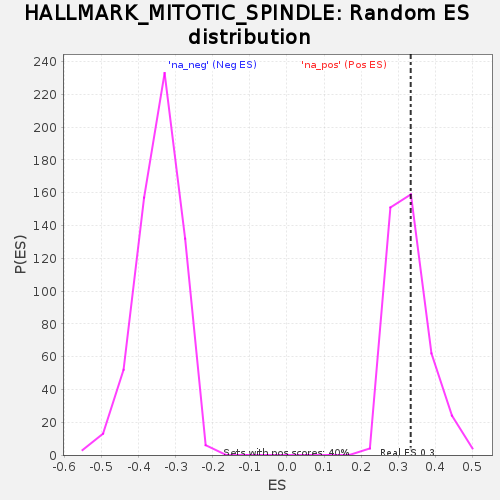 HALLMARK_MITOTIC_SPINDLE: Random ES
distribution
'na_neg' (Neg ES)
'na_pos' (Pos ES)
240
220
200
180
160
140
120
100
80
60
40
20
0
P(ES)
Sets with pos scores: 40%
Real ES 0.3
-0.6 -0.5 -0.4 -0.3 -0.2 -0.1 0.0 0.1 0.2 0.3 0.4 0.5
ES